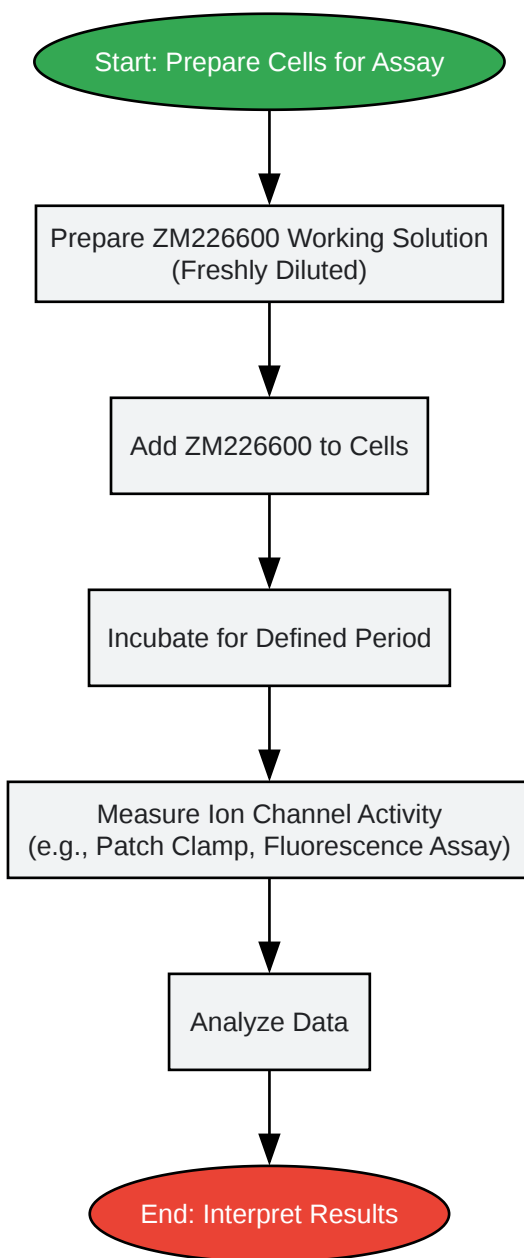 Start: Prepare Cells for Assay
Prepare ZM226600 Working Solution
(Freshly Diluted)
Add ZM226600 to Cells
Incubate for Defined Period
Measure Ion Channel Activity
(e.g., Patch Clamp, Fluorescence Assay)
Analyze Data
End: Interpret Results